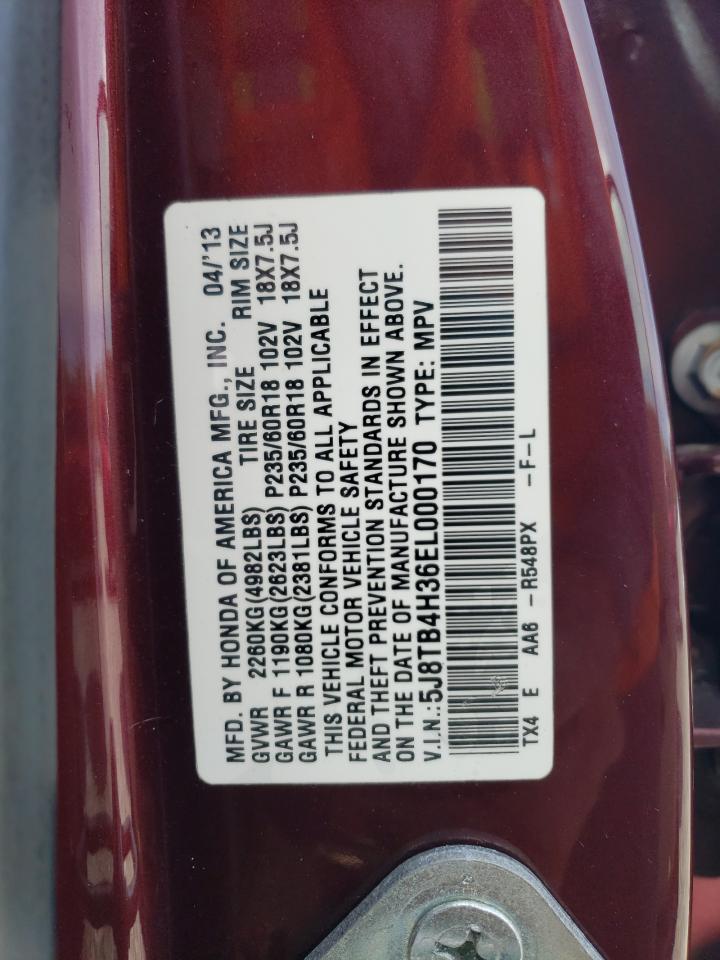 MFD. BY HONDA OF AMERICA MFG., INC. 04/'13
GVWR 2260KG(4982LBS) TIRE SIZE RIM SIZE
GAWR F 1190KG(2623LBS) P235/60R18 102V 18X7.5J
GAWR R 1080KG(2381LBS) P235/60R18 102V 18X7.5J
THIS VEHICLE CONFORMS TO ALL APPLICABLE
FEDERAL MOTOR VEHICLE SAFETY
AND THEFT PREVENTION STANDARDS IN EFFECT
ON THE DATE OF MANUFACTURE SHOWN ABOVE.
V.I.N.:5J8TB4H36EL000170 TYPE: MPV
TX4 E AA6 -R548PX -F-L